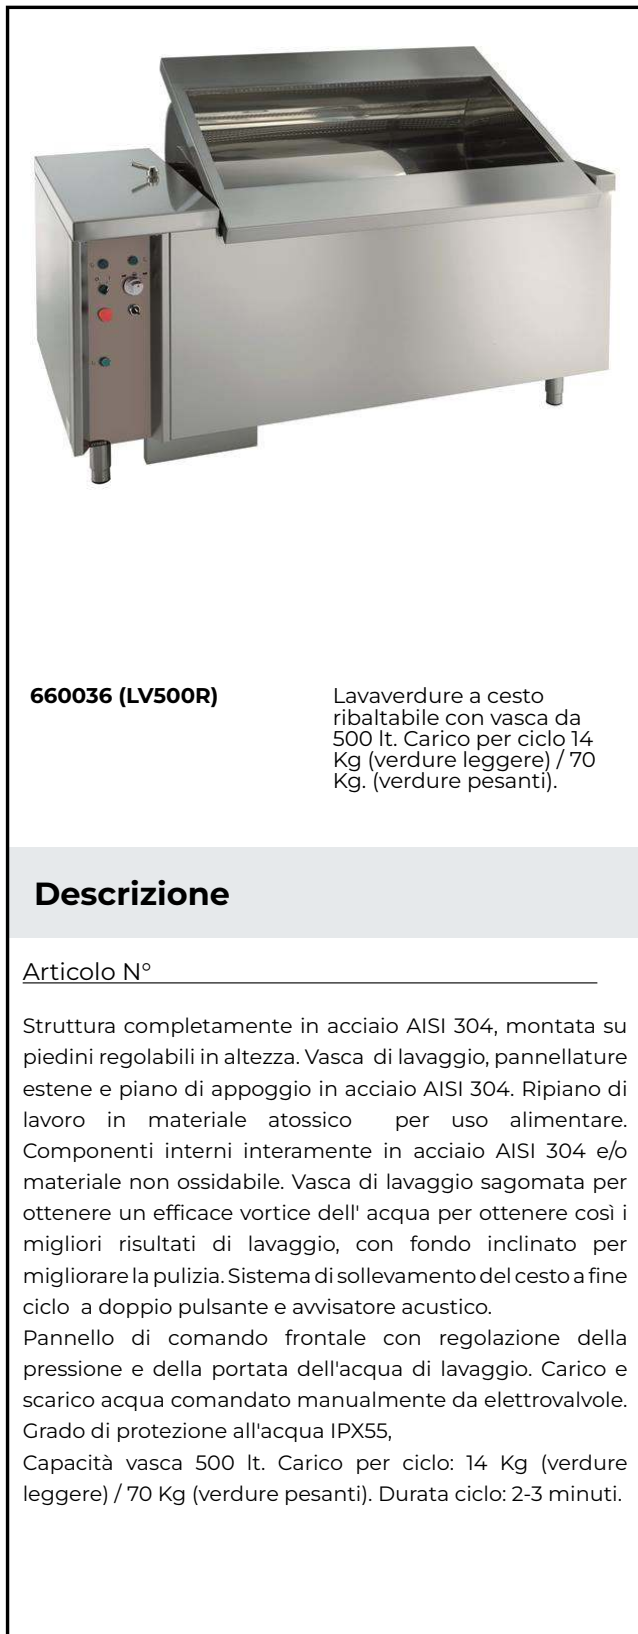 660036 (LV500R)
Lavaverdure a cesto
ribaltabile con vasca da
500 lt. Carico per ciclo 14
Kg (verdure leggere) / 70
Kg. (verdure pesanti).
Descrizione
Articolo N°
Struttura completamente in acciaio AISI 304, montata su
piedini regolabili in altezza. Vasca di lavaggio, pannellature
estene e piano di appoggio in acciaio AISI 304. Ripiano di
lavoro in materiale atossico per uso alimentare.
Componenti interni interamente in acciaio AISI 304 e/o
materiale non ossidabile. Vasca di lavaggio sagomata per
ottenere un efficace vortice dell' acqua per ottenere così i
migliori risultati di lavaggio, con fondo inclinato per
migliorare la pulizia. Sistema di sollevamento del cesto a fine
ciclo a doppio pulsante e avvisatore acustico.
Pannello di comando frontale con regolazione della
pressione e della portata dell'acqua di lavaggio. Carico e
scarico acqua comandato manualmente da elettrovalvole.
Grado di protezione all'acqua IPX55,
Capacità vasca 500 lt. Carico per ciclo: 14 Kg (verdure
leggere) / 70 Kg (verdure pesanti). Durata ciclo: 2-3 minuti.